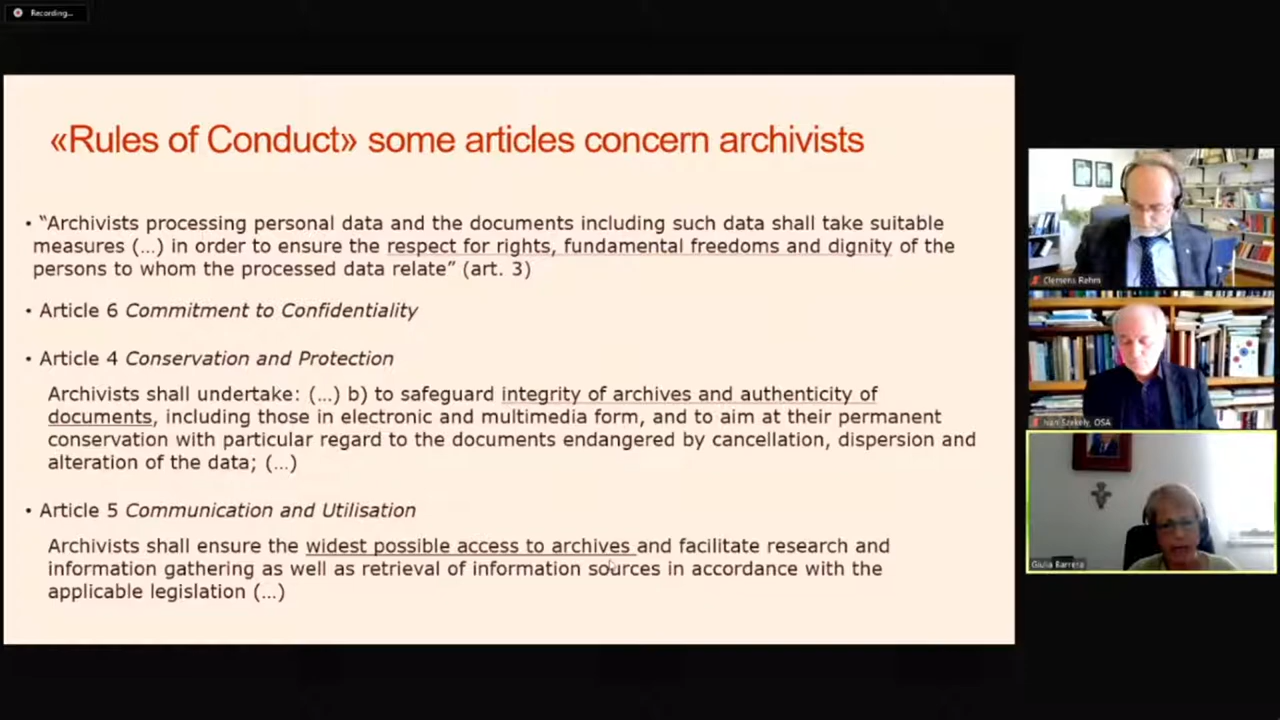 Recording...
«Rules of Conduct» some articles concern archivists
• “Archivists processing personal data and the documents including such data shall take suitable
measures (...) in order to ensure the respect for rights, fundamental freedoms and dignity of the
persons to whom the processed data relate” (art. 3)
• Article 6 Commitment to Confidentiality
• Article 4 Conservation and Protection
Archivists shall undertake: (...) b) to safeguard integrity of archives and authenticity of
documents, including those in electronic and multimedia form, and to aim at their permanent
conservation with particular regard to the documents endangered by cancellation, dispersion and
alteration of the data; (...)
• Article 5 Communication and Utilisation
Archivists shall ensure the widest possible access to archives and facilitate research and
information gathering as well as retrieval of information sources in accordance with the
applicable legislation (...)
Clemens Rehm
Ivan Szekely, OSA
Giulia Barrera